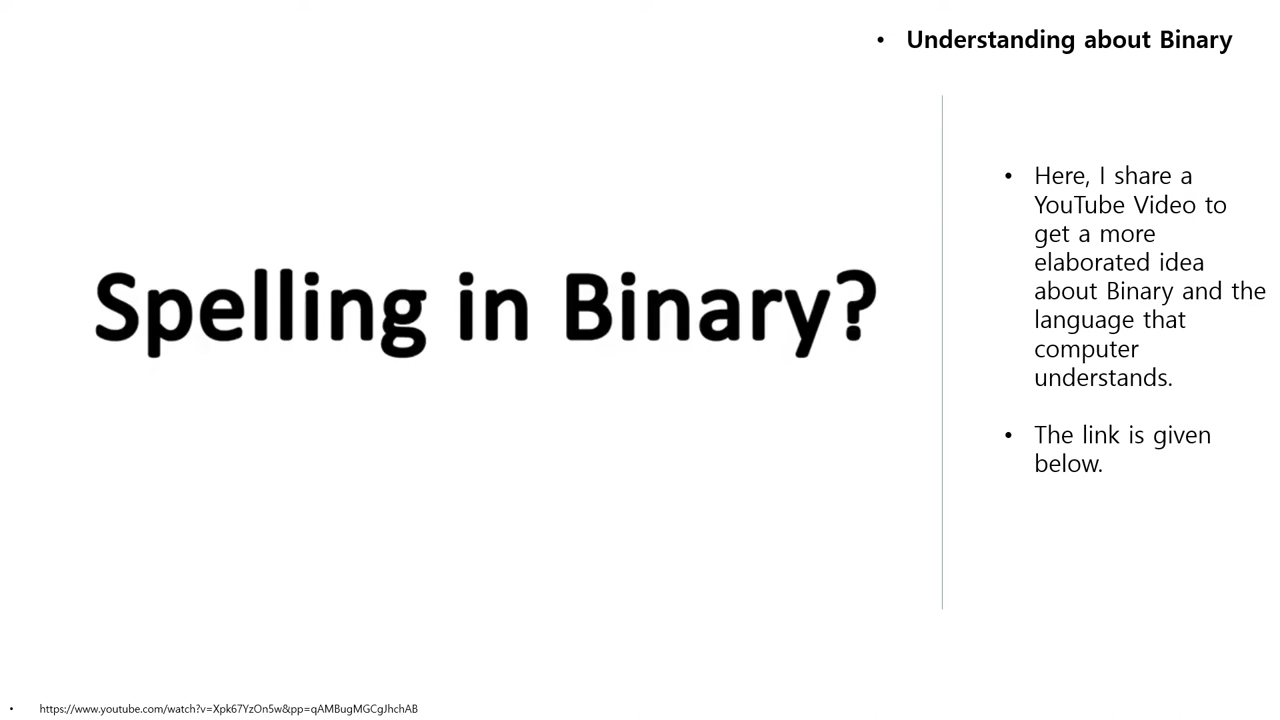 • Understanding about Binary
Spelling in Binary?
• Here, I share a
YouTube Video to
get a more
elaborated idea
about Binary and the
language that
computer
understands.
• The link is given
below.
• https://www.youtube.com/watch?v=Xpk67YzOn5w&pp=qAMBugMGCgJhchAB